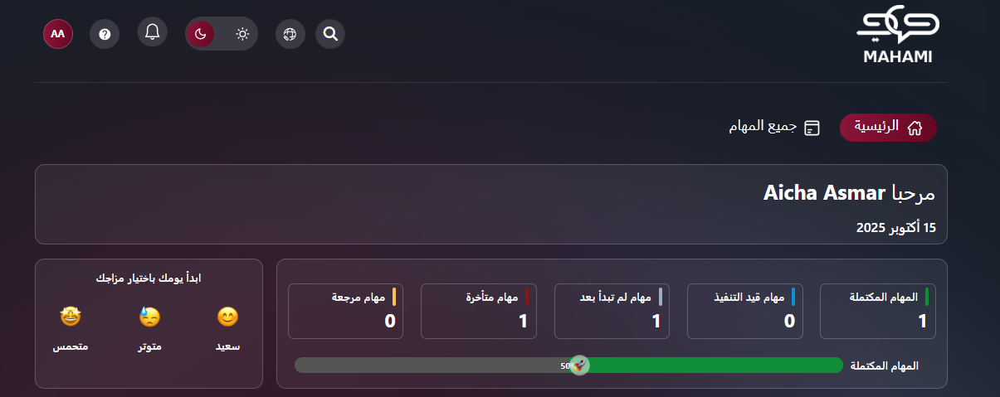 مهامي
MAHAMI
AA
الرئيسية
جميع المهام
مرحبا Aicha Asmar
15 أكتوبر 2025
المهام المكتملة
1
مهام قيد التنفيذ
0
مهام لم تبدأ بعد
1
مهام متأخرة
1
مهام مرجعة
0
المهام المكتملة
50
ابدأ يومك باختيار مزاجك
سعيد
متوتر
متحمس